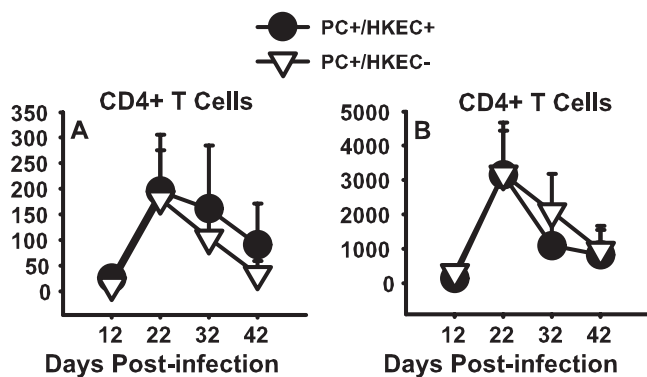 PC+/HKEC+
PC+/HKEC-
CD4+ T Cells
A
350
300
250
200
150
100
50
0
12 22 32 42
Days Post-infection
CD4+ T Cells
B
5000
4000
3000
2000
1000
0
12 22 32 42
Days Post-infection